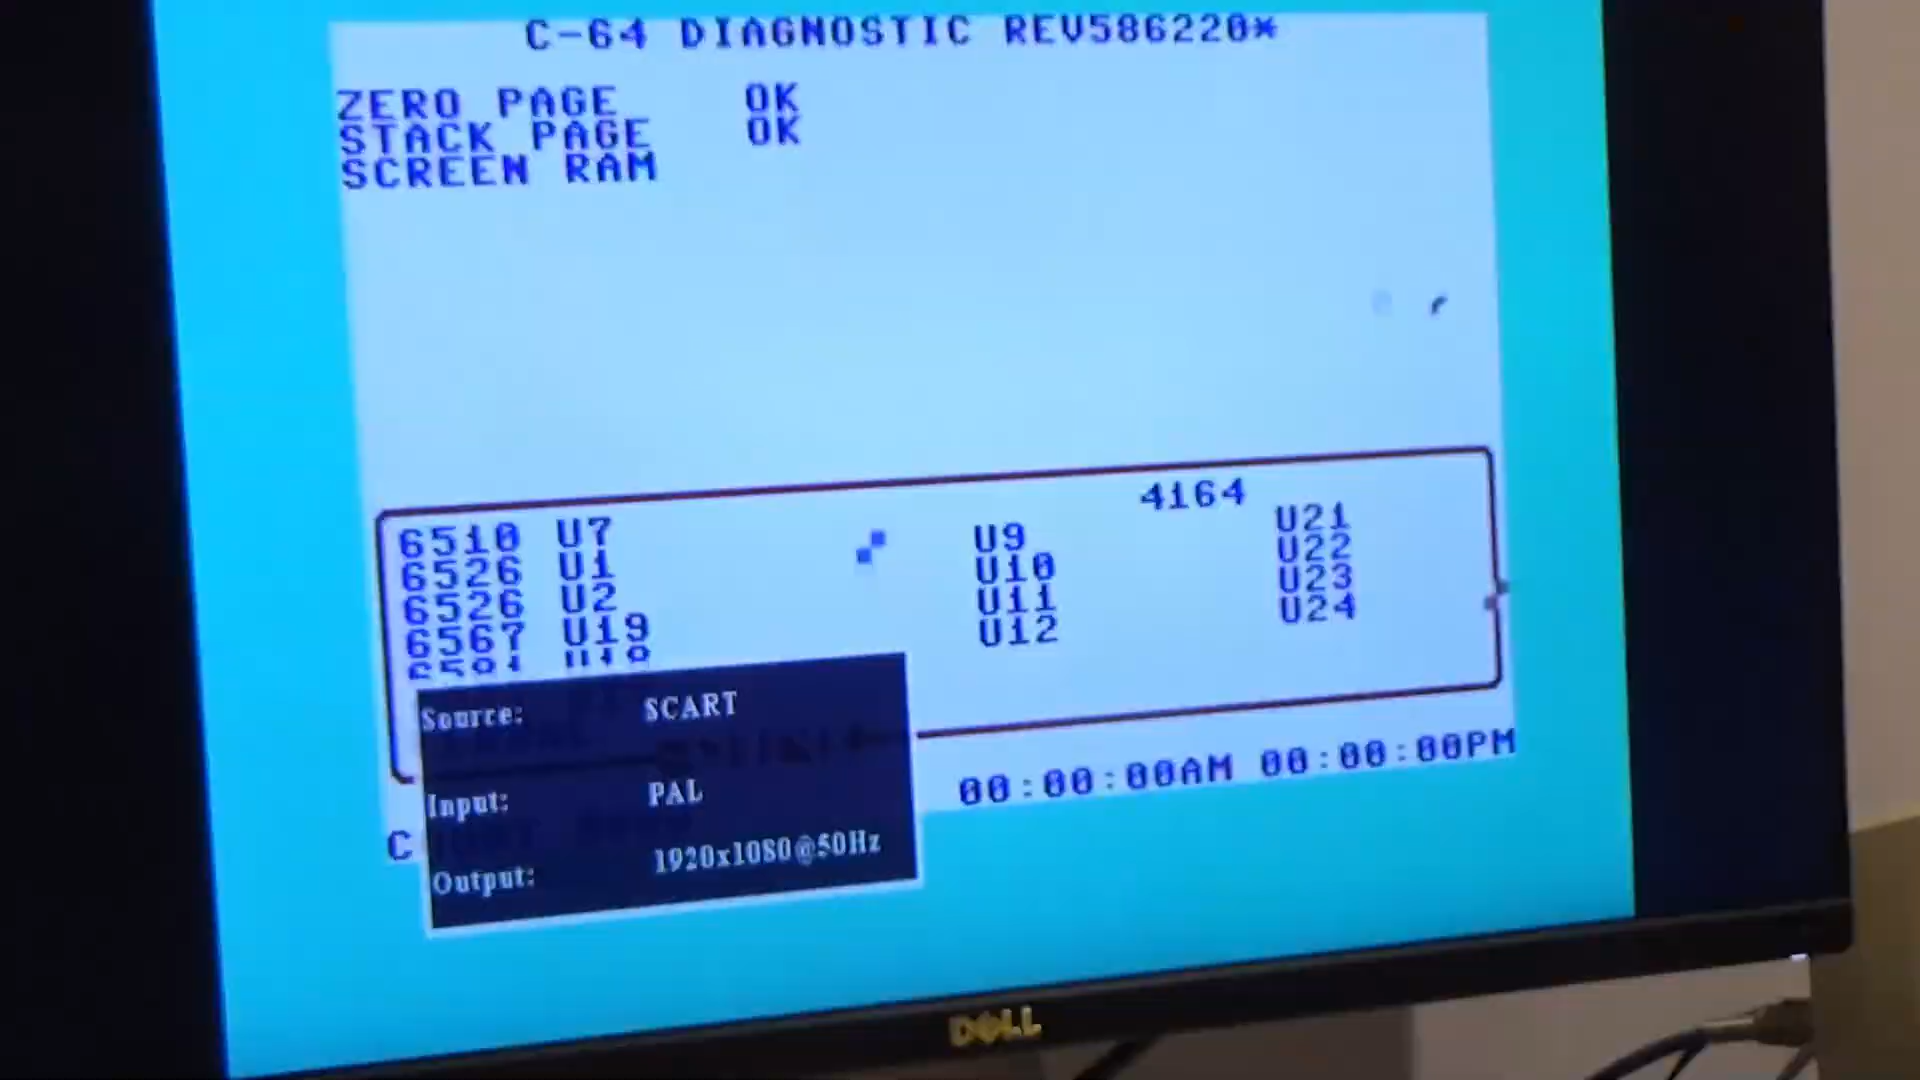 C-64 DIAGNOSTIC REV586220*
ZERO PAGE OK
STACK PAGE OK
SCREEN RAM
4164
6510 U7 U9 U21
6526 U1 U10 U22
6526 U2 U11 U23
6567 U19 U12 U24
6581 U18
Source: SCART
Input: PAL
Output: 1920x1080@50Hz
00:00:00AM 00:00:00PM
C
DELL